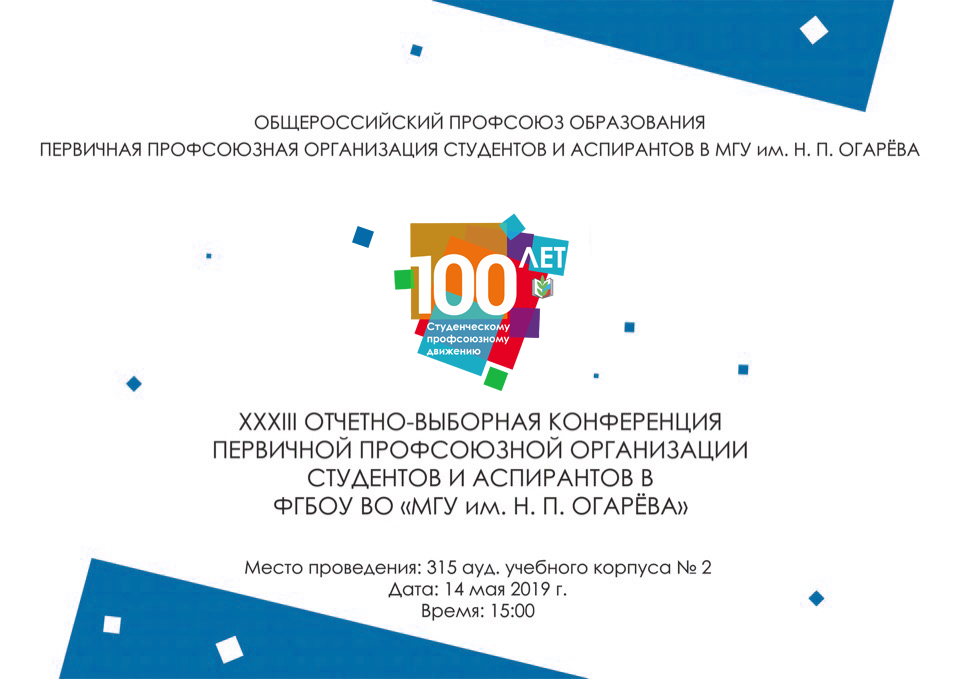 ОБЩЕРОССИЙСКИЙ ПРОФСОЮЗ ОБРАЗОВАНИЯ
ПЕРВИЧНАЯ ПРОФСОЮЗНАЯ ОРГАНИЗАЦИЯ СТУДЕНТОВ И АСПИРАНТОВ В МГУ им. Н. П. ОГАРЁВА
100 ЛЕТ
Студенческому
профсоюзному
движению
XXXIII ОТЧЕТНО-ВЫБОРНАЯ КОНФЕРЕНЦИЯ
ПЕРВИЧНОЙ ПРОФСОЮЗНОЙ ОРГАНИЗАЦИИ
СТУДЕНТОВ И АСПИРАНТОВ В
ФГБОУ ВО «МГУ им. Н. П. ОГАРЁВА»
Место проведения: 315 ауд. учебного корпуса № 2
Дата: 14 мая 2019 г.
Время: 15:00